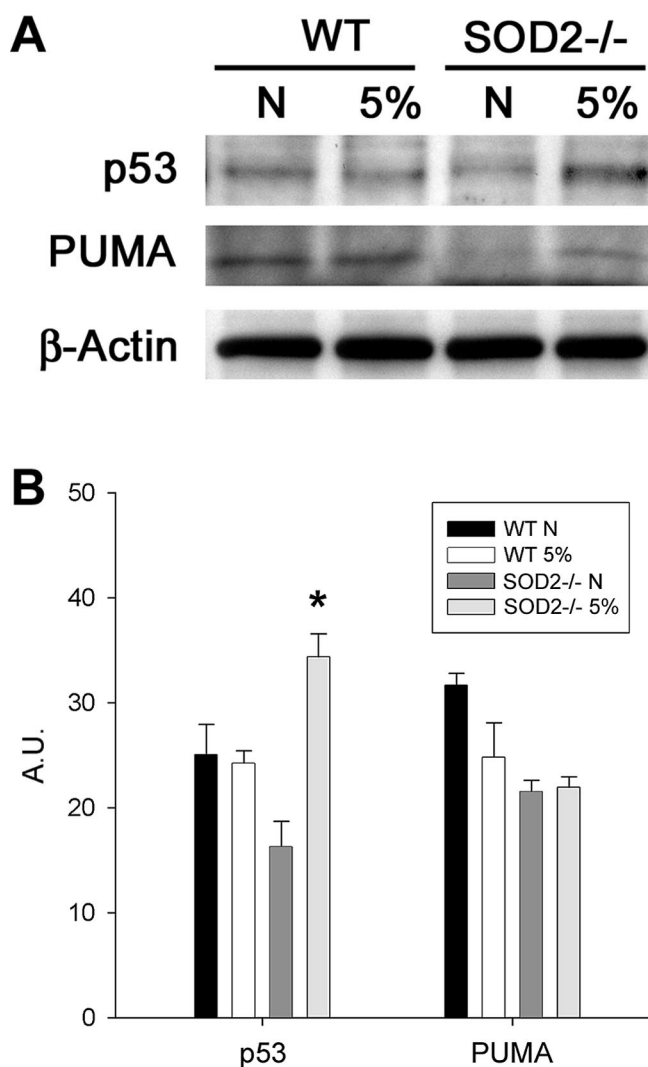 A
WT SOD2-/-
N 5% N 5%
p53
PUMA
β-Actin
B
50
WT N
WT 5%
SOD2-/- N
SOD2-/- 5%
40
*
30
A.U.
20
10
0
p53 PUMA